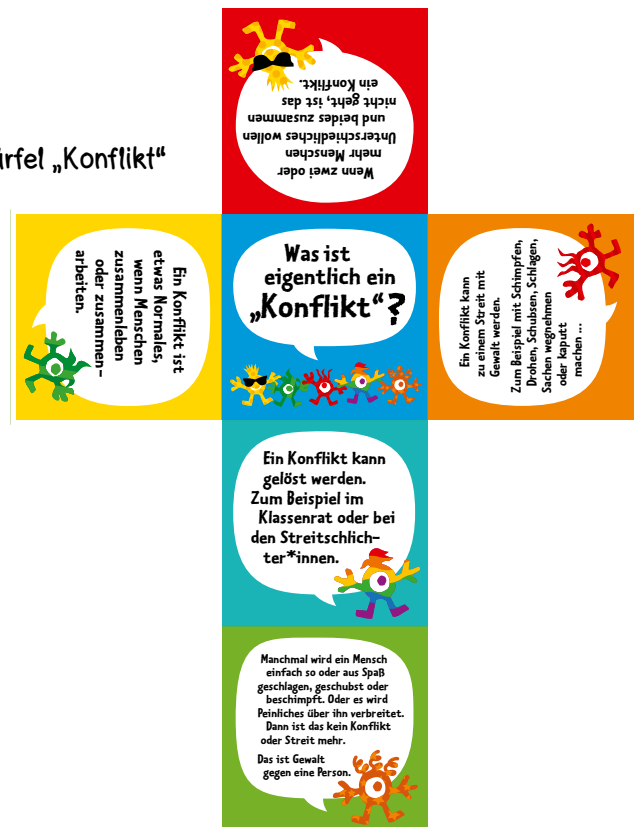 „Konflikt“
Wenn zwei oder
mehr Menschen
Unterschiedliches wollen
und beides zusammen
nicht geht, ist das
ein Konflikt.
Ein Konflikt ist
etwas Normales,
wenn Menschen
zusammenleben
oder zusammen-
arbeiten.
Was ist
eigentlich ein
„Konflikt“?
Ein Konflikt kann
zu einem Streit mit
Gewalt werden.
Zum Beispiel mit Schimpfen,
Drohen, Schubsen, Schlagen,
Sachen wegnehmen
oder kaputt
machen ...
Ein Konflikt kann
gelöst werden.
Zum Beispiel im
Klassenrat oder bei
den Streitschlich-
ter*innen.
Manchmal wird ein Mensch
einfach so oder aus Spaß
geschlagen, geschubst oder
beschimpft. Oder es wird
Peinliches über ihn verbreitet.
Dann ist das kein Konflikt
oder Streit mehr.
Das ist Gewalt
gegen eine Person.